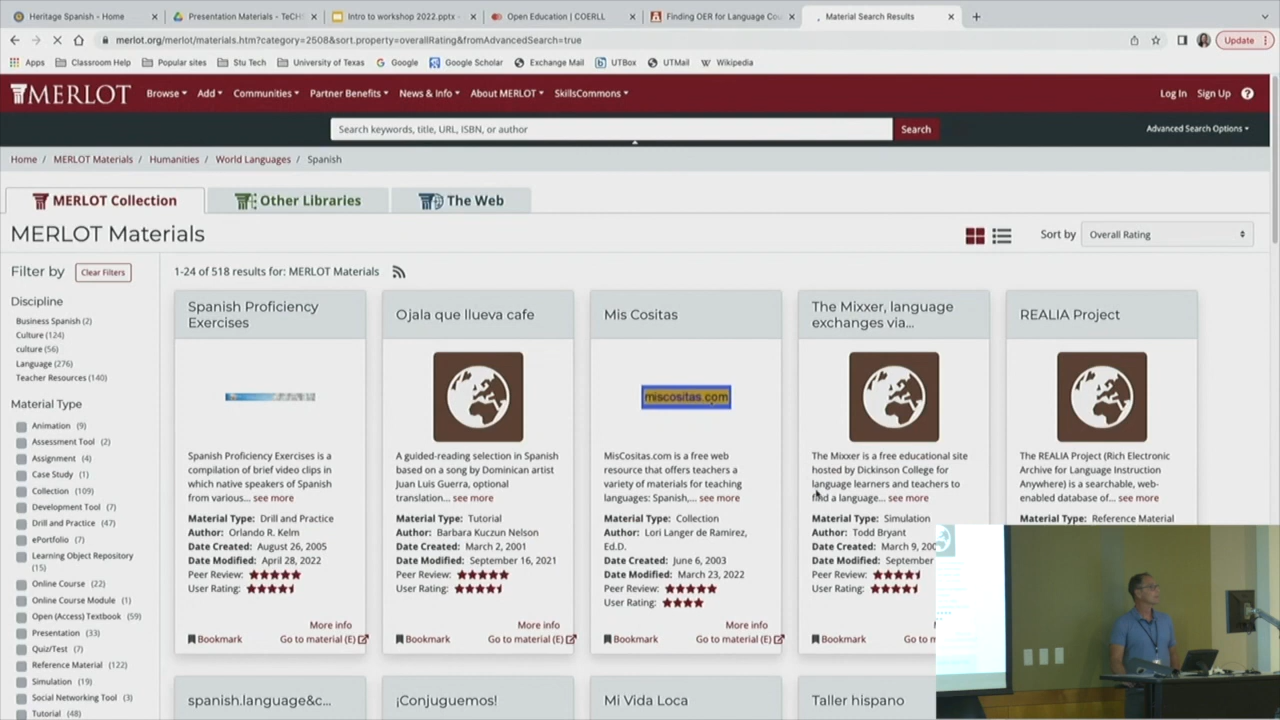 Heritage Spanish - Home
Presentation Materials - TeCHS
Intro to workshop 2022.pptx -
Open Education | COERLL
Finding OER for Language Cou
Material Search Results
merlot.org/merlot/materials.htm?category=2508&sort.property=overallRating&fromAdvancedSearch=true
Update
Apps
Classroom Help
Popular sites
Stu Tech
University of Texas
Google
Google Scholar
Exchange Mail
UTBox
UTMail
Wikipedia
MERLOT
Browse
Add
Communities
Partner Benefits
News & Info
About MERLOT
SkillsCommons
Log In
Sign Up
Search keywords, title, URL, ISBN, or author
Search
Advanced Search Options
Home / MERLOT Materials / Humanities / World Languages / Spanish
MERLOT Collection
Other Libraries
The Web
MERLOT Materials
Sort by
Overall Rating
Filter by
Clear Filters
Discipline
Business Spanish (2)
Culture (124)
culture (56)
Language (276)
Teacher Resources (140)
Material Type
Animation (9)
Assessment Tool (2)
Assignment (4)
Case Study (1)
Collection (109)
Development Tool (7)
Drill and Practice (47)
ePortfolio (7)
Learning Object Repository
(15)
Online Course (22)
Online Course Module (1)
Open (Access) Textbook (59)
Presentation (33)
Quiz/Test (7)
Reference Material (122)
Simulation (19)
Social Networking Tool (3)
Tutorial (48)
1-24 of 518 results for: MERLOT Materials
Spanish Proficiency
Exercises
Spanish Proficiency Exercises is a
compilation of brief video clips in
which native speakers of Spanish
from various... see more
Material Type: Drill and Practice
Author: Orlando R. Kelm
Date Created: August 26, 2005
Date Modified: April 28, 2022
Peer Review:
User Rating:
More info
Bookmark
Go to material (E)
Ojala que llueva cafe
A guided-reading selection in Spanish
based on a song by Dominican artist
Juan Luis Guerra, optional
translation... see more
Material Type: Tutorial
Author: Barbara Kuczun Nelson
Date Created: March 2, 2001
Date Modified: September 16, 2021
Peer Review:
User Rating:
More info
Bookmark
Go to material (E)
Mis Cositas
miscositas.com
MisCositas.com is a free web
resource that offers teachers a
variety of materials for teaching
languages: Spanish,... see more
Material Type: Collection
Author: Lori Langer de Ramirez,
Ed.D.
Date Created: June 6, 2003
Date Modified: March 23, 2022
Peer Review:
User Rating:
More info
Bookmark
Go to material (E)
The Mixxer, language
exchanges via...
The Mixxer is a free educational site
hosted by Dickinson College for
language learners and teachers to
find a language... see more
Material Type: Simulation
Author: Todd Bryant
Date Created: March 9, 200
Date Modified: September
Peer Review:
User Rating:
Bookmark
Go to m
REALIA Project
The REALIA Project (Rich Electronic
Archive for Language Instruction
Anywhere) is a searchable, web-
enabled database of... see more
Material Type: Reference Material
spanish.language&c...
¡Conjuguemos!
Mi Vida Loca
Taller hispano